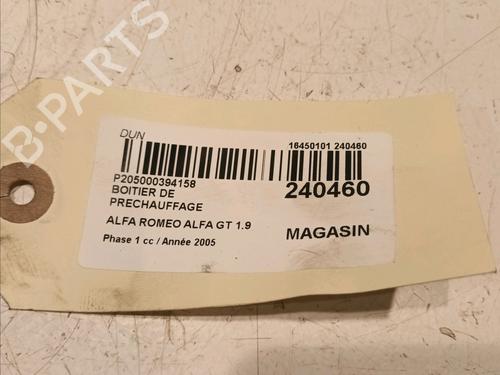 B-PARTS
DUN
16450101 240460
P205000394158
BOITIER DE
PRECHAUFFAGE
240460
ALFA ROMEO ALFA GT 1.9
MAGASIN
Phase 1 cc / Année 2005